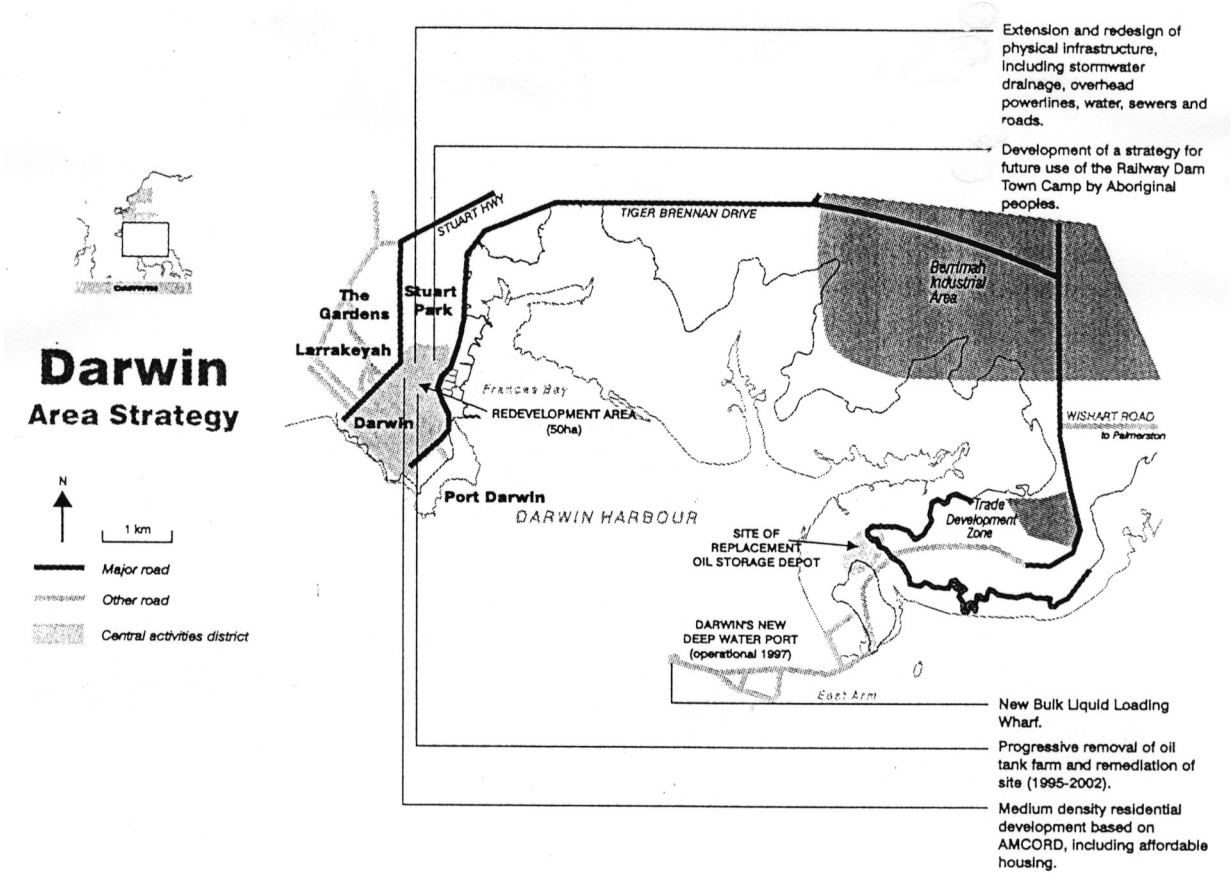 Extension and redesign of
physical infrastructure,
including stormwater
drainage, overhead
powerlines, water, sewers and
roads.
Development of a strategy for
future use of the Railway Dam
Town Camp by Aboriginal
peoples.
STUART HWY
TIGER BRENNAN DRIVE
Berrimah
Industrial
Area
DARWIN
The
Gardens
Stuart
Park
Larrakeyah
Darwin
Area Strategy
Frances Bay
REDEVELOPMENT AREA
(50ha)
Darwin
WISHART ROAD
to Palmerston
Port Darwin
DARWIN HARBOUR
Trade
Development
Zone
SITE OF
REPLACEMENT
OIL STORAGE DEPOT
N
1 km
Major road
Other road
Central activities district
DARWIN'S NEW
DEEP WATER PORT
(operational 1997)
East Arm
New Bulk Liquid Loading
Wharf.
Progressive removal of oil
tank farm and remediation of
site (1995-2002).
Medium density residential
development based on
AMCORD, including affordable
housing.